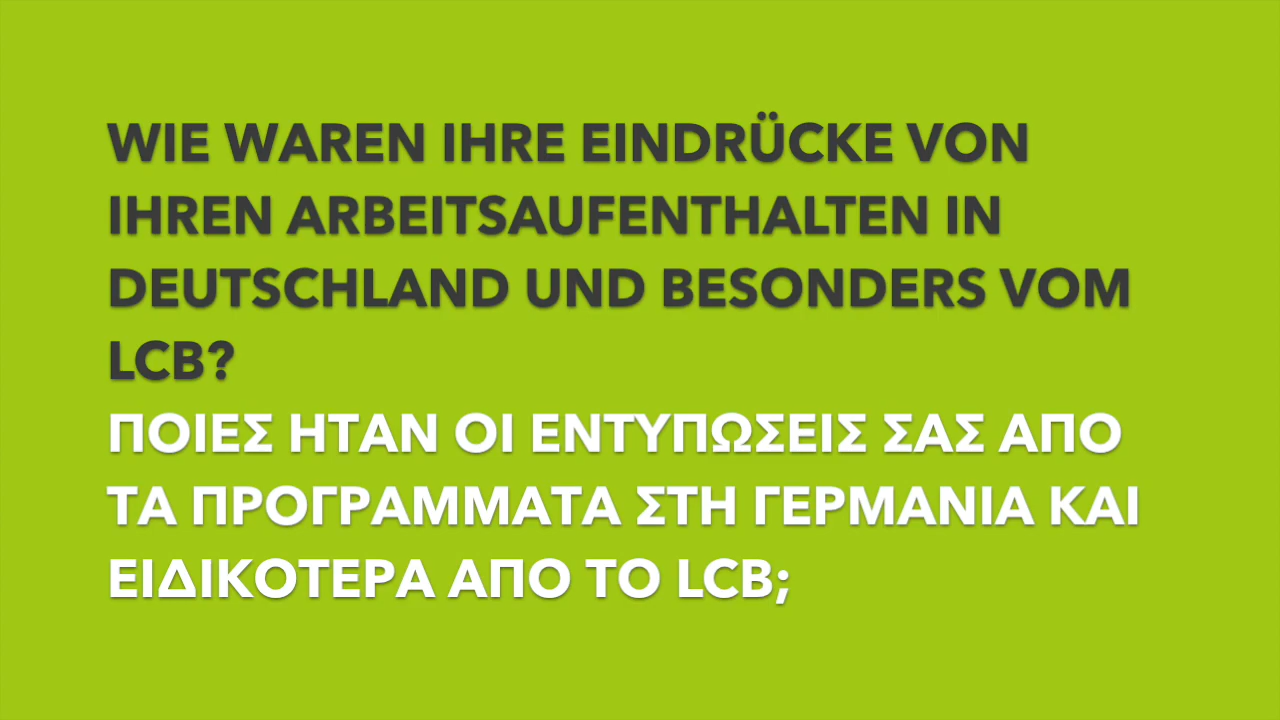 WIE WAREN IHRE EINDRÜCKE VON
IHREN ARBEITSAUFENTHALTEN IN
DEUTSCHLAND UND BESONDERS VOM
LCB?
ΠΟΙΕΣ ΗΤΑΝ ΟΙ ΕΝΤΥΠΩΣΕΙΣ ΣΑΣ ΑΠΟ
ΤΑ ΠΡΟΓΡΑΜΜΑΤΑ ΣΤΗ ΓΕΡΜΑΝΙΑ ΚΑΙ
ΕΙΔΙΚΟΤΕΡΑ ΑΠΟ ΤΟ LCB;